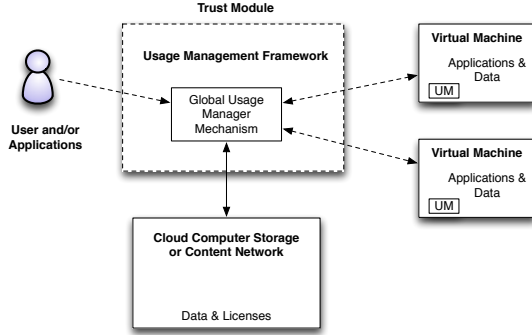 Trust Module
Usage Management Framework
Global Usage
Manager
Mechanism
User and/or
Applications
Virtual Machine
Applications &
Data
UM
Virtual Machine
Applications &
Data
UM
Cloud Computer Storage
or Content Network
Data & Licenses